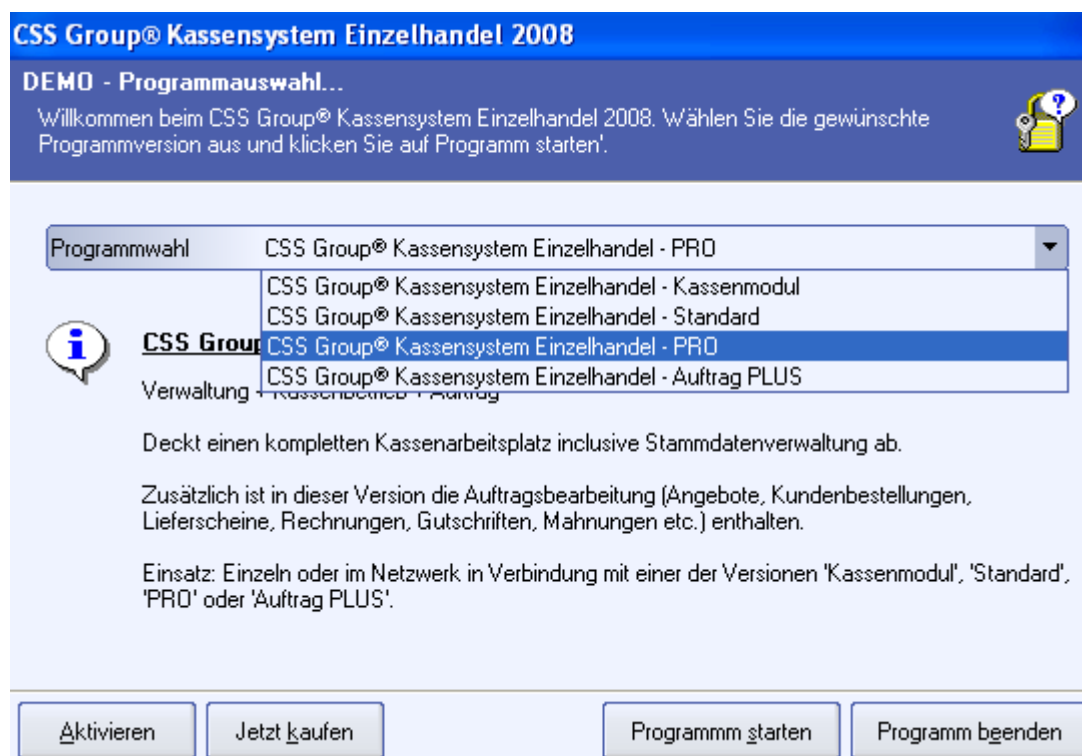 CSS Group® Kassensystem Einzelhandel 2008
DEMO - Programmauswahl...
Willkommen beim CSS Group® Kassensystem Einzelhandel 2008. Wählen Sie die gewünschte
Programmversion aus und klicken Sie auf Programm starten'.
Programmwahl CSS Group® Kassensystem Einzelhandel - PRO
CSS Group® Kassensystem Einzelhandel - Kassenmodul
CSS Group® Kassensystem Einzelhandel - Standard
CSS Group® Kassensystem Einzelhandel - PRO
CSS Group® Kassensystem Einzelhandel - Auftrag PLUS
CSS Group
Verwaltung + Kassenbetrieb + Auftrag
Deckt einen kompletten Kassenarbeitsplatz inclusive Stammdatenverwaltung ab.
Zusätzlich ist in dieser Version die Auftragsbearbeitung (Angebote, Kundenbestellungen,
Lieferscheine, Rechnungen, Gutschriften, Mahnungen etc.) enthalten.
Einsatz: Einzeln oder im Netzwerk in Verbindung mit einer der Versionen 'Kassenmodul', 'Standard',
'PRO' oder 'Auftrag PLUS'.
Aktivieren
Jetzt kaufen
Programmm starten
Programm beenden